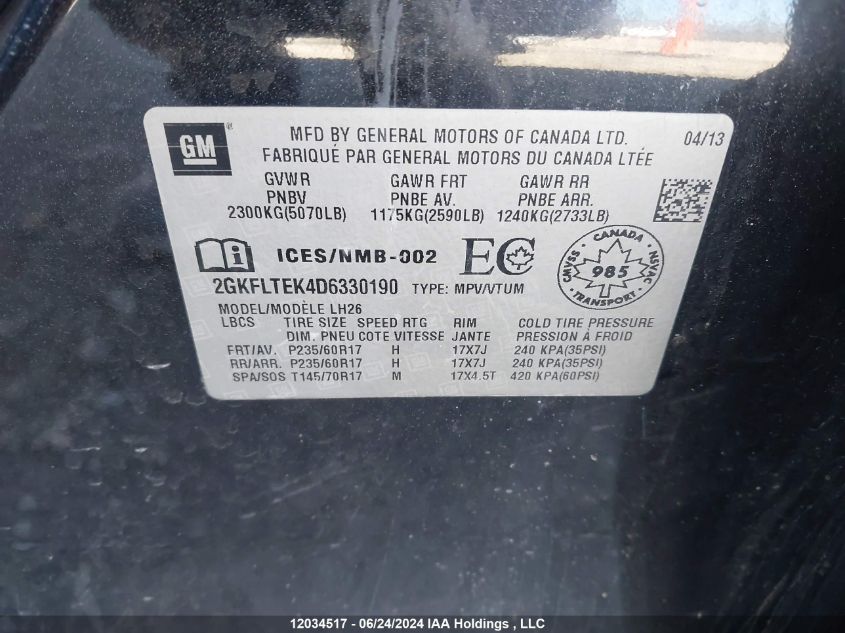 GM
MFD BY GENERAL MOTORS OF CANADA LTD. 04/13
FABRIQUÉ PAR GENERAL MOTORS DU CANADA LTÉE
GVWR GAWR FRT GAWR RR
PNBV PNBE AV. PNBE ARR.
2300KG(5070LB) 1175KG(2590LB) 1240KG(2733LB)
ICES/NMB-002 EC
CANADA
CMVSS 985 NSVAC
TRANSPORT
2GKFLTEK4D6330190 TYPE: MPV/VTUM
MODEL/MODÈLE LH26
LBCS TIRE SIZE SPEED RTG RIM COLD TIRE PRESSURE
DIM. PNEU COTE VITESSE JANTE PRESSION À FROID
FRT/AV. P235/60R17 H 17X7J 240 KPA(35PSI)
RR/ARR. P235/60R17 H 17X7J 240 KPA(35PSI)
SPA/SOS T145/70R17 M 17X4.5T 420 KPA(60PSI)
12034517 - 06/24/2024 IAA Holdings , LLC